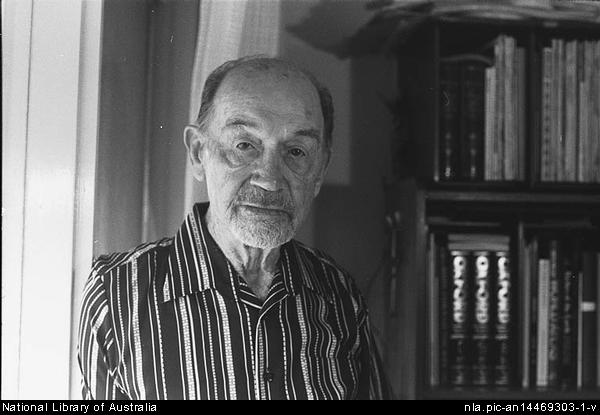 OXFORD
OXFORD
OXFORD
National Library of Australia
nla.pic-an14469303-1-v